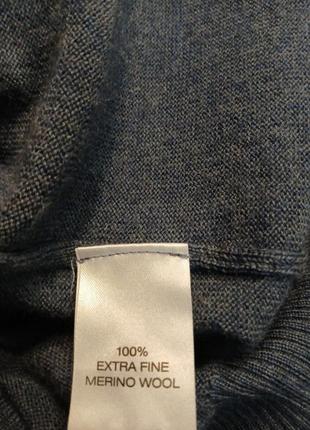 100%
EXTRA FINE
MERINO WOOL